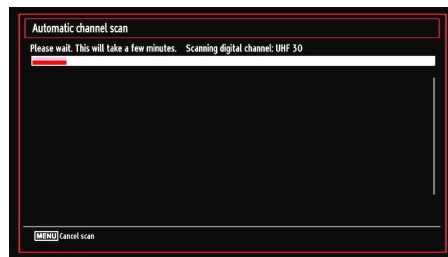 Automatic channel scan
Please wait. This will take a few minutes. Scanning digital channel: UHF 30
MENU Cancel scan